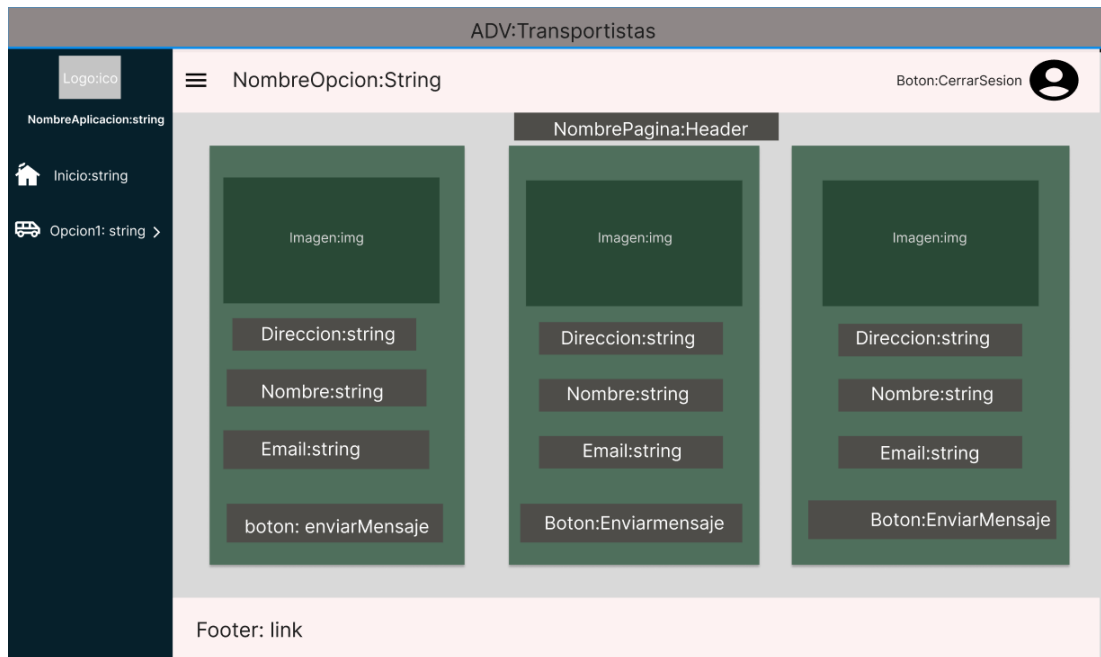 ADV:Transportistas
Logo:ico
NombreAplicacion:string
Inicio:string
Opcion1: string
NombreOpcion:String
Boton:CerrarSesion
NombrePagina:Header
Imagen:img
Direccion:string
Nombre:string
Email:string
boton: enviarMensaje
Imagen:img
Direccion:string
Nombre:string
Email:string
Boton:Enviarmensaje
Imagen:img
Direccion:string
Nombre:string
Email:string
Boton:EnviarMensaje
Footer: link